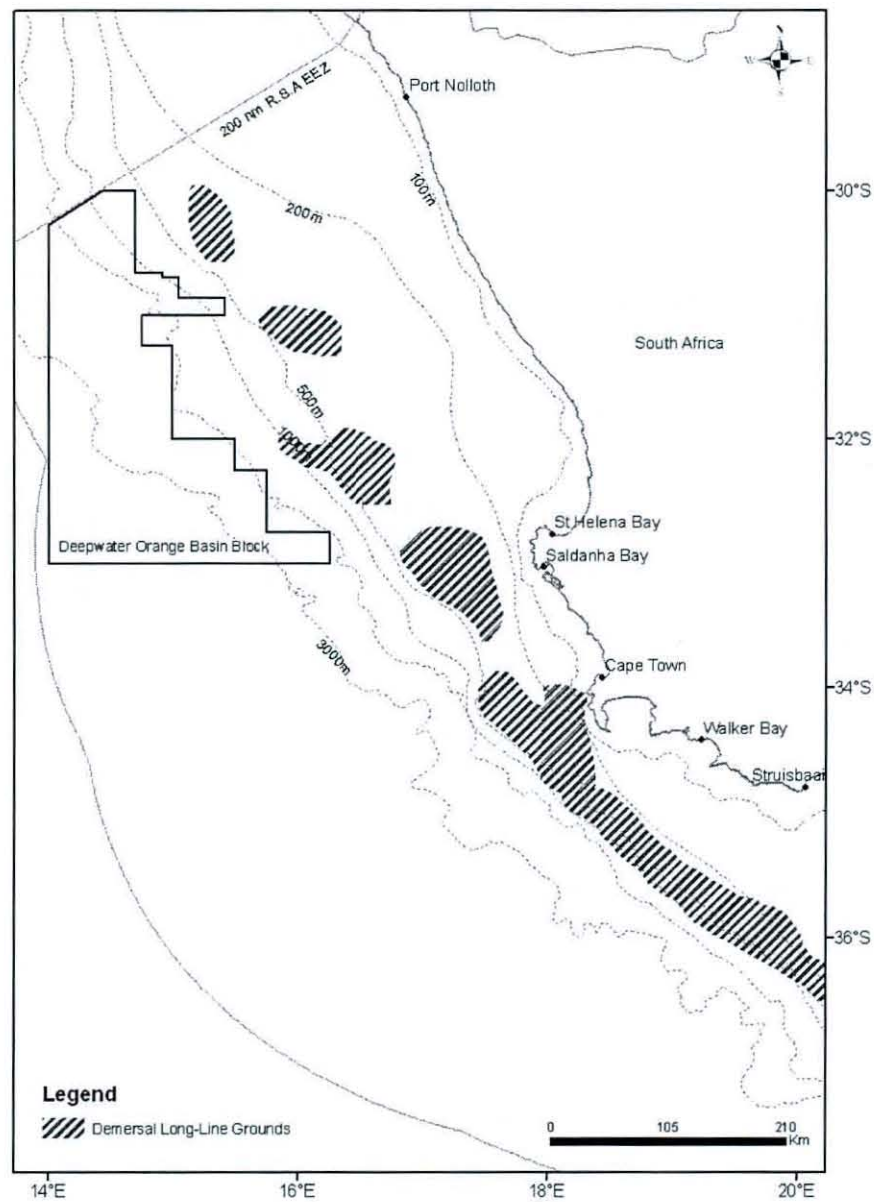 W E
S
Port Nolloth
200 nm R.S.A EEZ
100m
30°S
200m
South Africa
500m
32°S
1000m
St Helena Bay
Deepwater Orange Basin Block
Saldanha Bay
3000m
Cape Town
34°S
Walker Bay
Struisbaai
36°S
Legend
Demersal Long-Line Grounds
0 105 210
Km
14°E 16°E 18°E 20°E